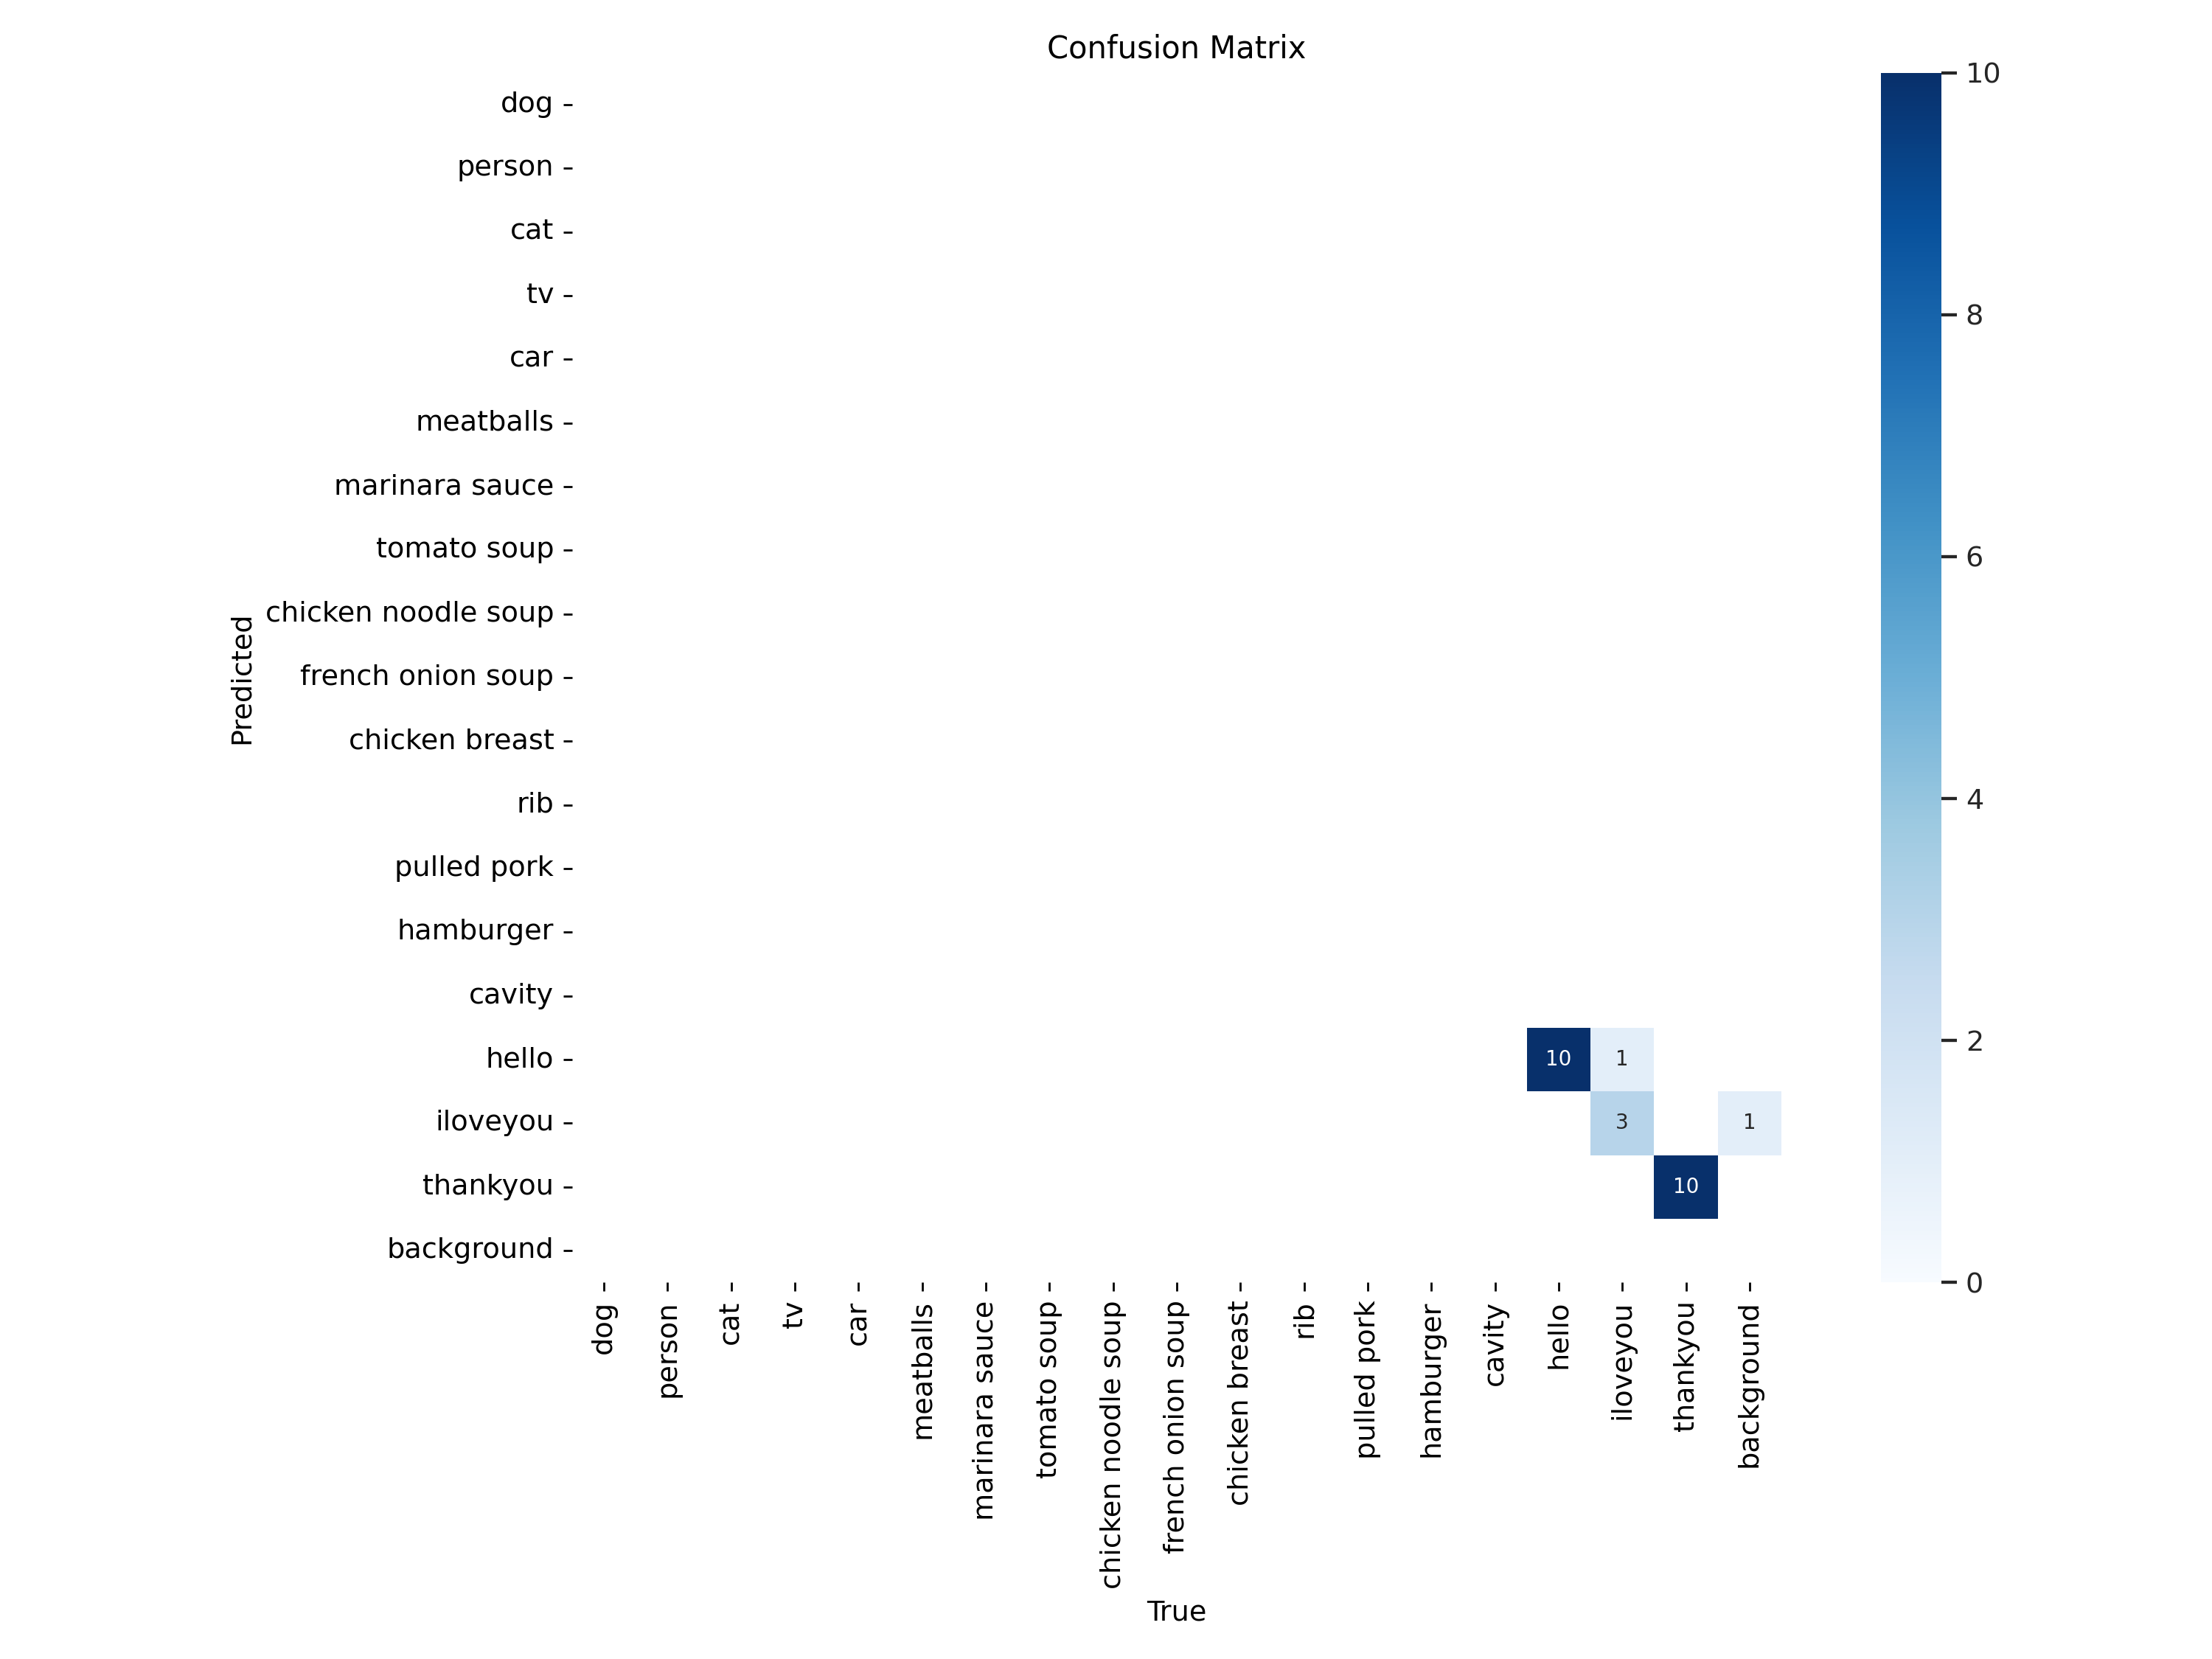 Confusion Matrix
dog
person
cat
tv
car
meatballs
marinara sauce
tomato soup
chicken noodle soup
french onion soup
chicken breast
rib
pulled pork
hamburger
cavity
hello
iloveyou
thankyou
background
Predicted
10 1
3 1
10
dog
person
cat
tv
car
meatballs
marinara sauce
tomato soup
chicken noodle soup
french onion soup
chicken breast
rib
pulled pork
hamburger
cavity
hello
iloveyou
thankyou
background
True
10
8
6
4
2
0